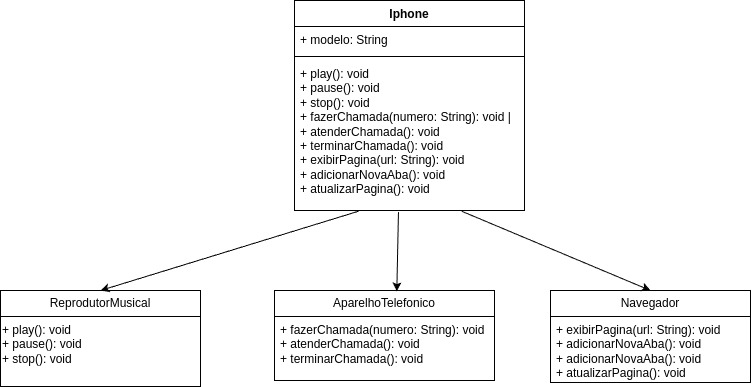 Iphone
+ modelo: String
+ play(): void
+ pause(): void
+ stop(): void
+ fazerChamada(numero: String): void |
+ atenderChamada(): void
+ terminarChamada(): void
+ exibirPagina(url: String): void
+ adicionarNovaAba(): void
+ atualizarPagina(): void
ReprodutorMusical
+ play(): void
+ pause(): void
+ stop(): void
AparelhoTelefonico
+ fazerChamada(numero: String): void
+ atenderChamada(): void
+ terminarChamada(): void
Navegador
+ exibirPagina(url: String): void
+ adicionarNovaAba(): void
+ adicionarNovaAba(): void
+ atualizarPagina(): void